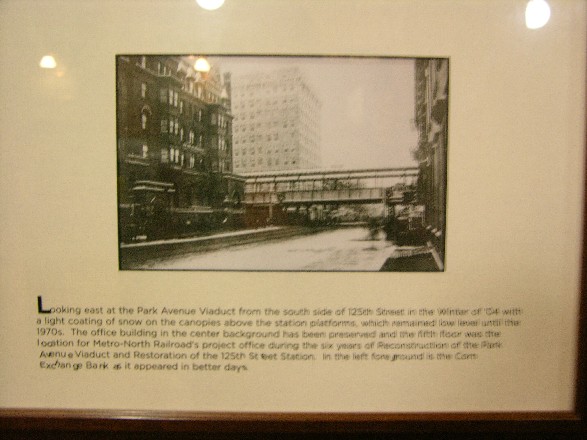 Looking east at the Park Avenue Viaduct from the south side of 125th Street in the Winter of '04 with
a light coating of snow on the canopies above the station platforms, which remained low level until the
1970s. The office building in the center background has been preserved and the fifth floor was the
location for Metro-North Railroad's project office during the six years of Reconstruction of the Park
Avenue Viaduct and Restoration of the 125th Street Station. In the left foreground is the Corn
Exchange Bank as it appeared in better days.